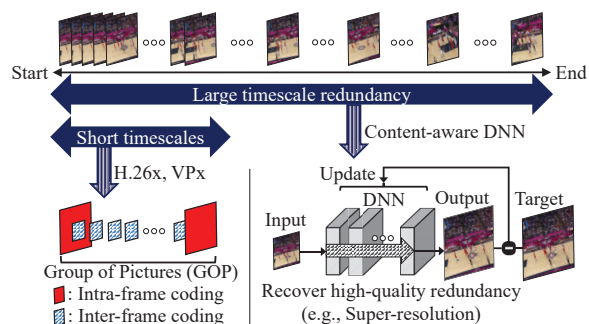 Start
End
Large timescale redundancy
Short timescales
Content-aware DNN
H.26x, VPx
Update
DNN
Output
Target
Input
Group of Pictures (GOP)
: Intra-frame coding
: Inter-frame coding
Recover high-quality redundancy
(e.g., Super-resolution)